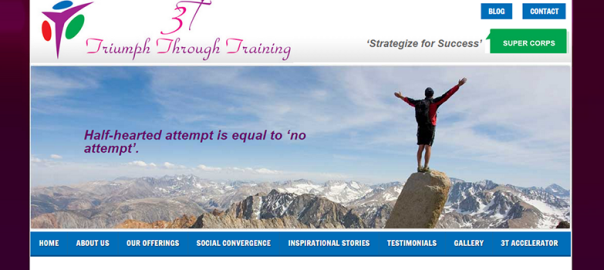 BLOG CONTACT
3T
Triumph Through Training
‘Strategize for Success’ SUPER CORPS
Half-hearted attempt is equal to ‘no
attempt’.
HOME ABOUT US OUR OFFERINGS SOCIAL CONVERGENCE INSPIRATIONAL STORIES TESTIMONIALS GALLERY 3T ACCELERATOR